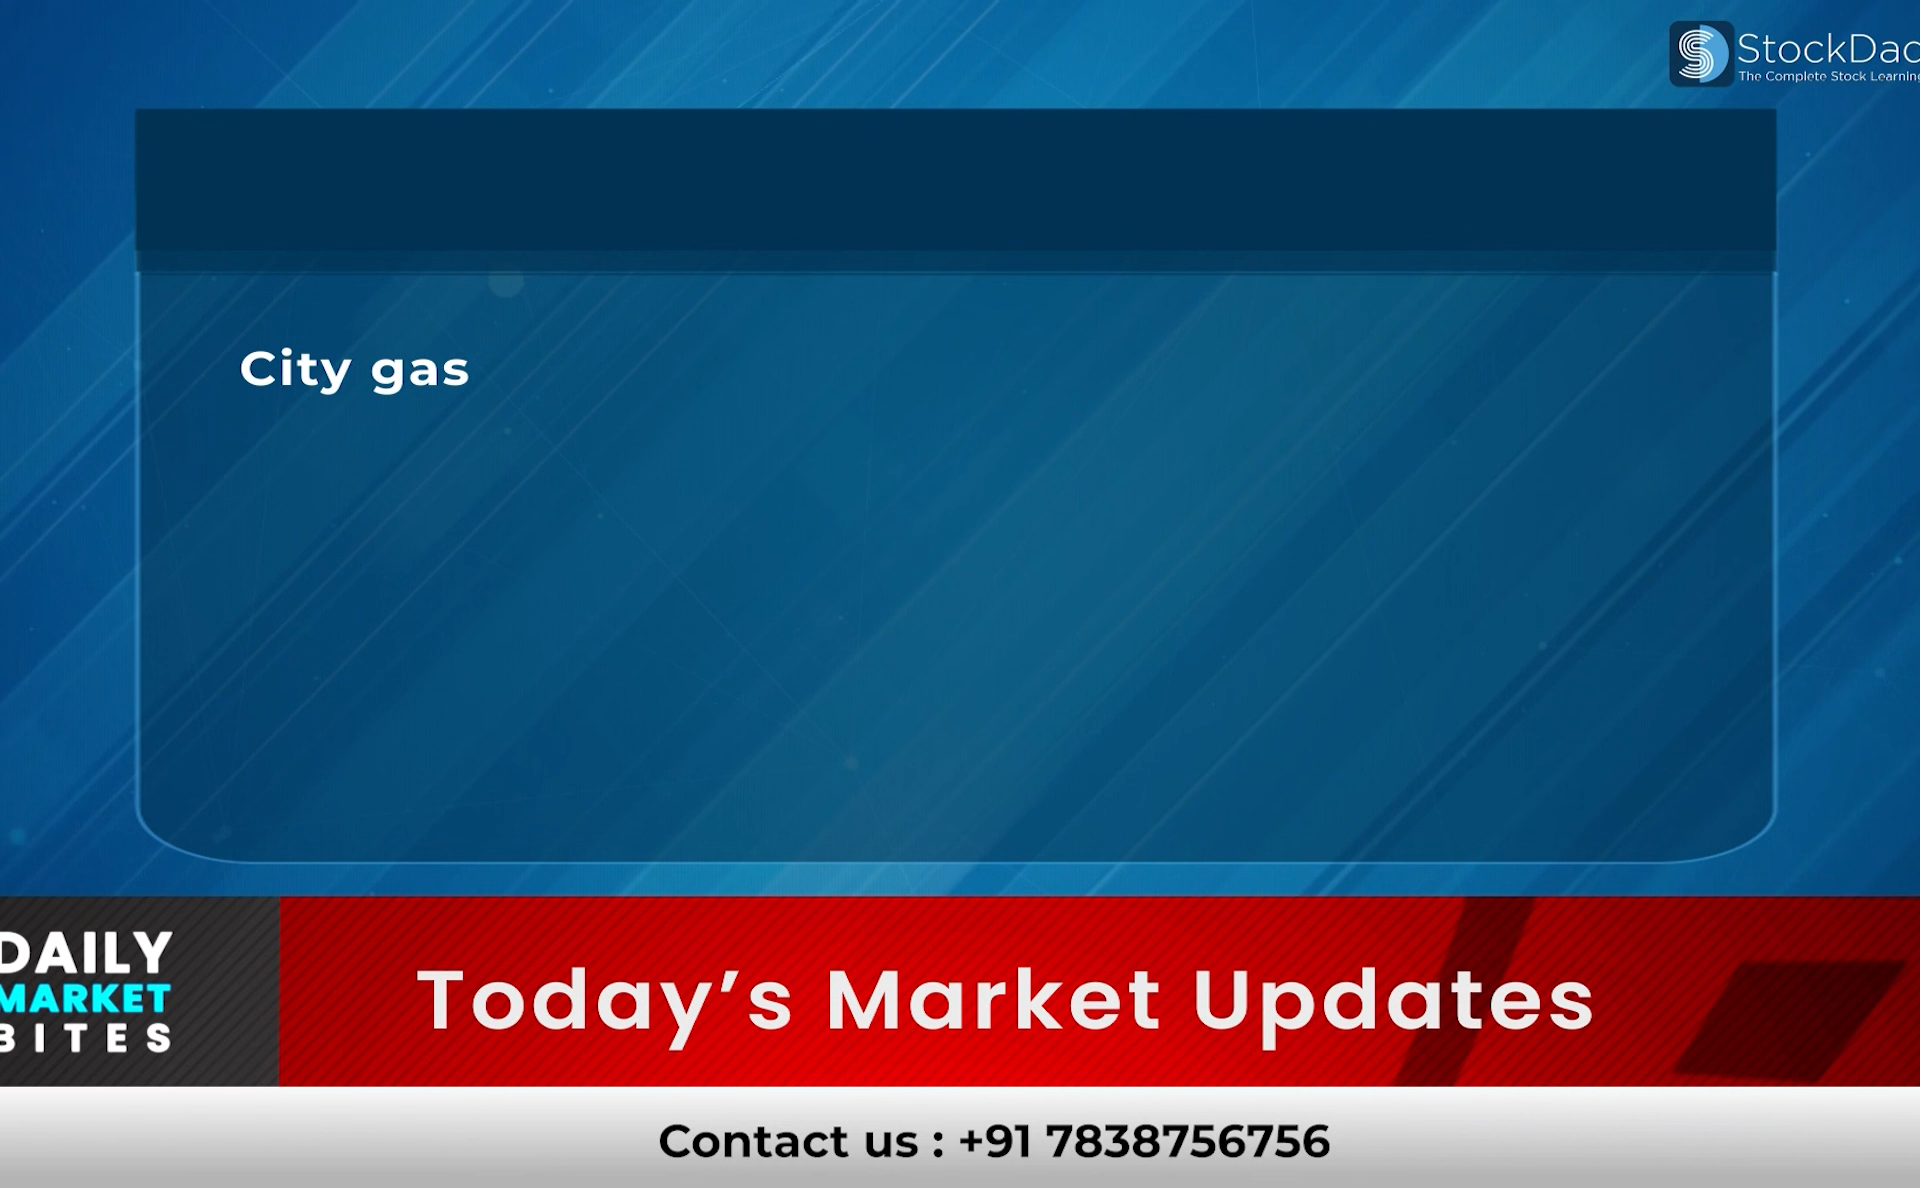 StockDac
The Complete Stock Learning
City gas
DAILY
MARKET
BITES
Today’s Market Updates
Contact us : +91 7838756756